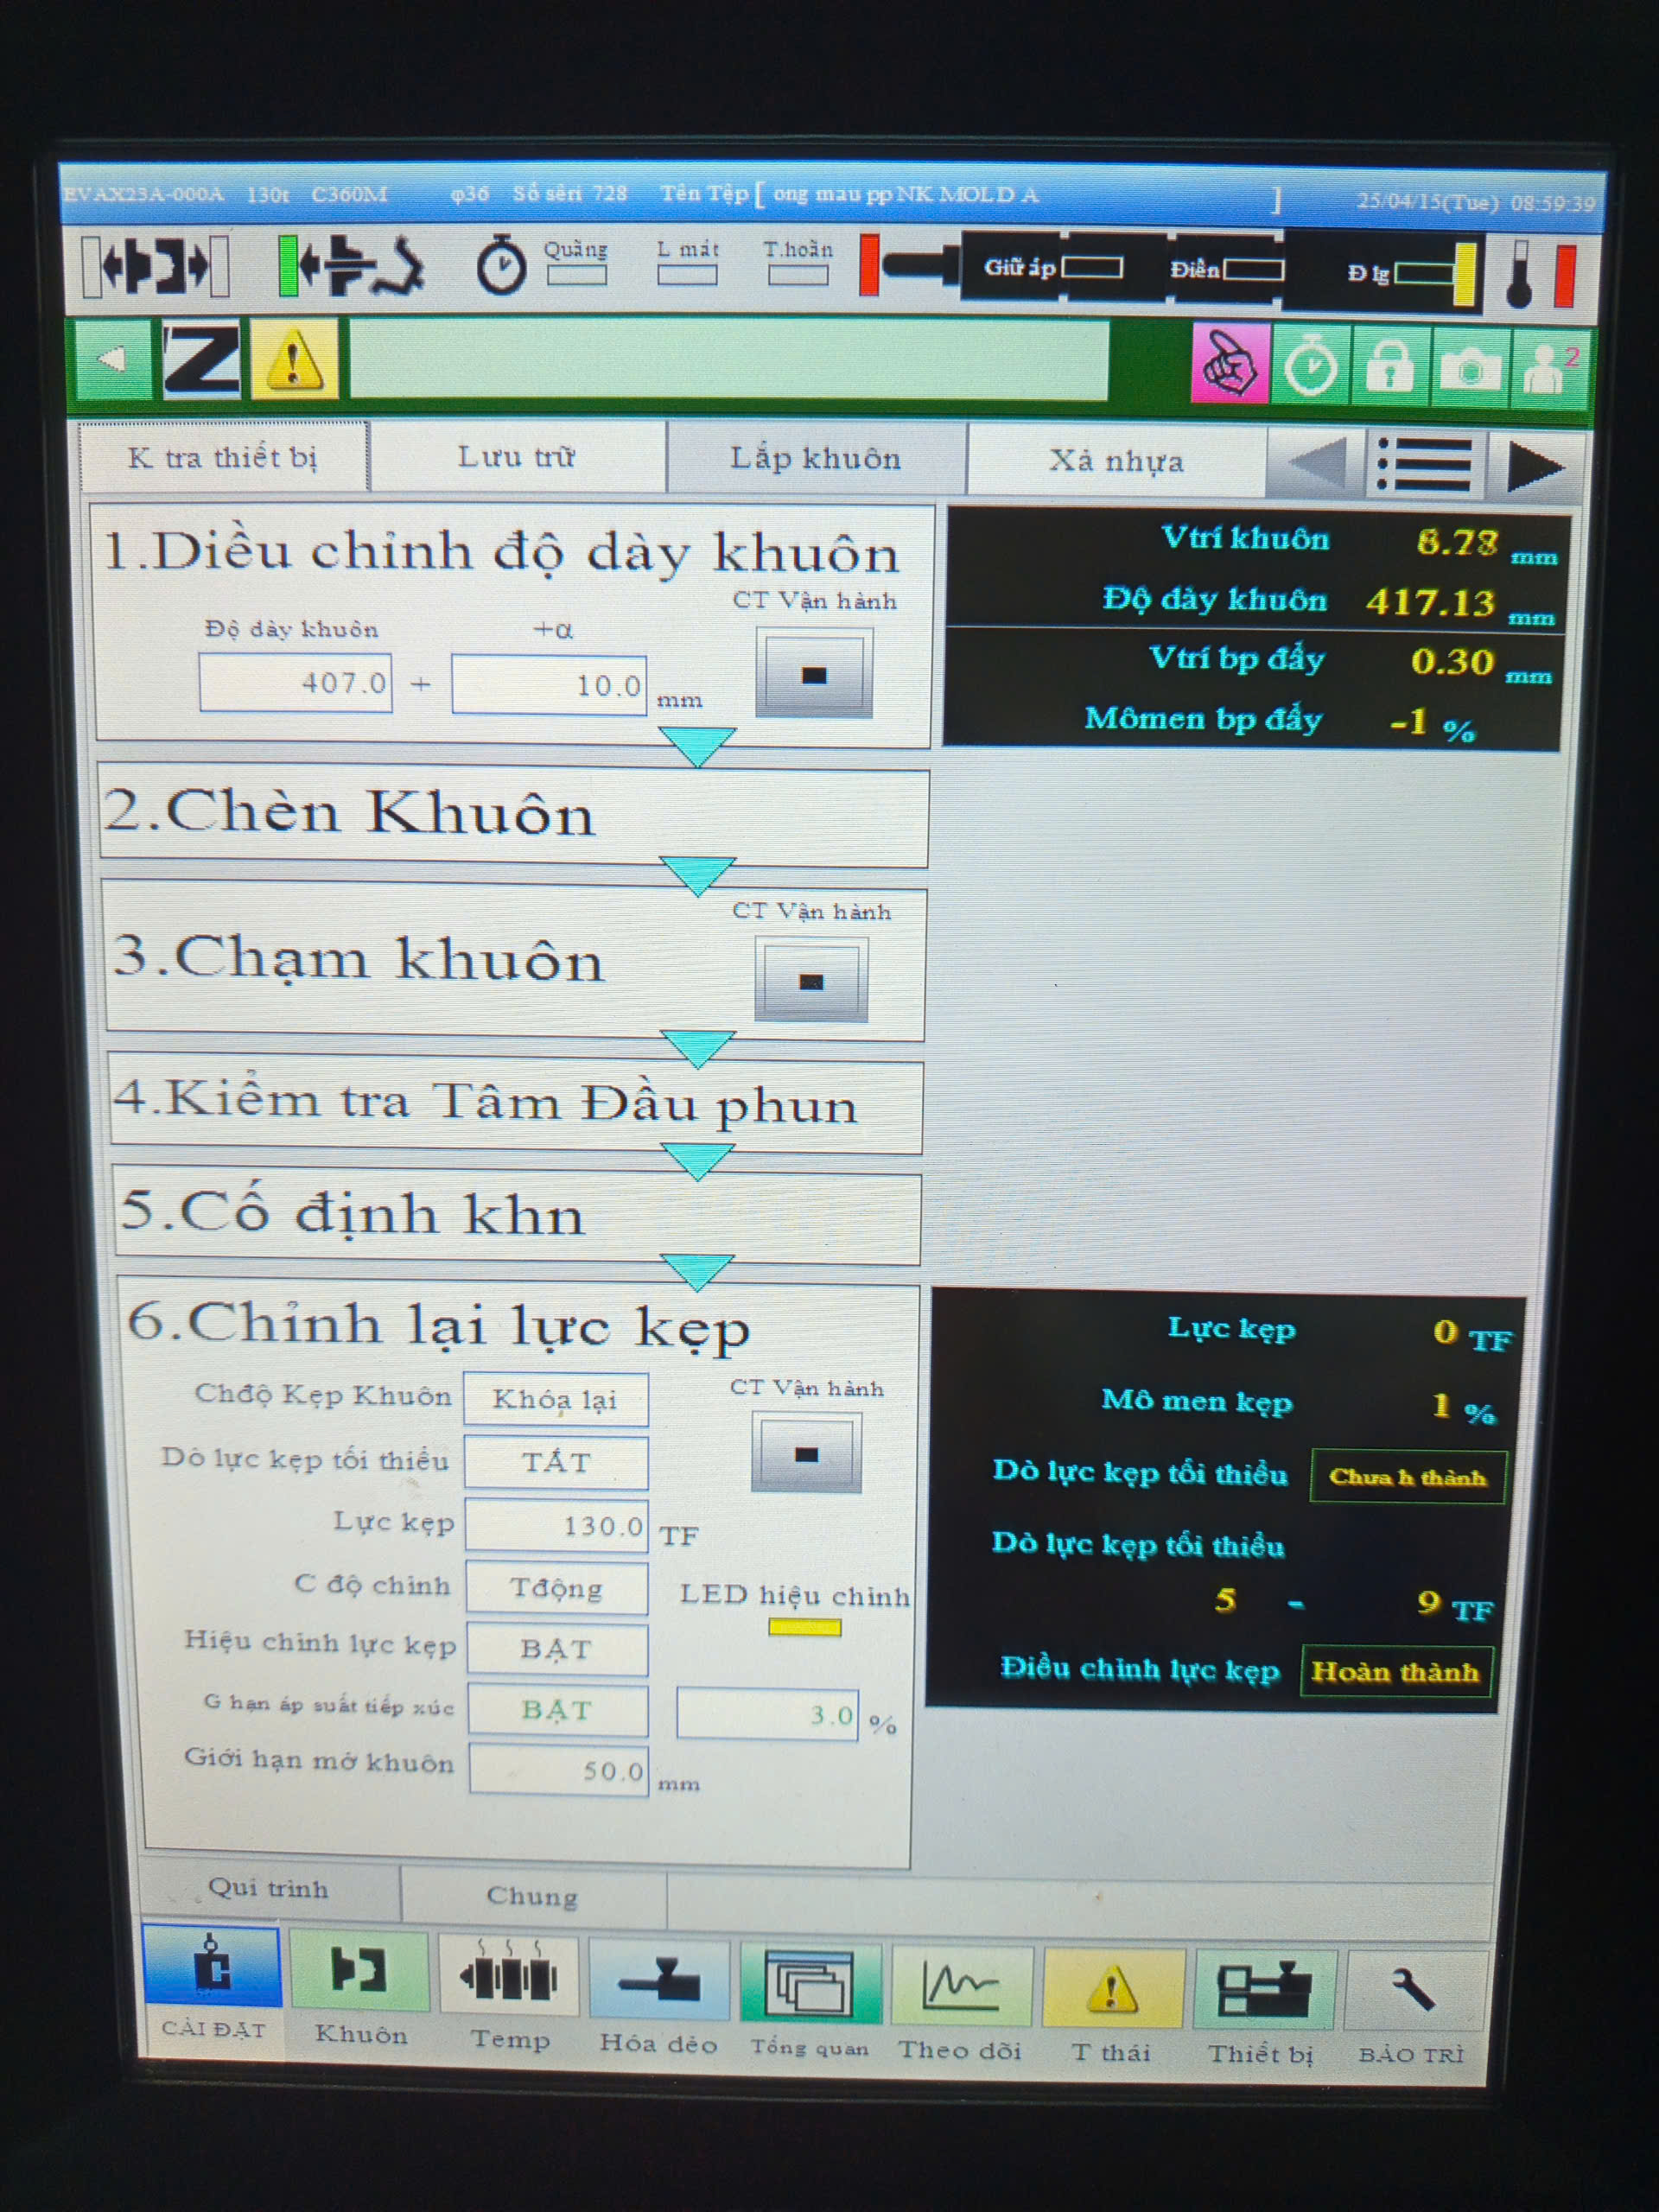 EVAX23A-000A 130t C360M φ36 Số sêri 728 Tên Tệp [ ong mau pp NK MOLD A ] 25/04/15(Tue) 08:59:39
Quãng L mát T.hoãn Giữ áp Điền Đ lg
2
K tra thiết bị Lưu trữ Lắp khuôn Xả nhựa
1.Diều chỉnh độ dày khuôn
CT Vận hành
Độ dày khuôn +α
407.0 + 10.0 mm
Vtrí khuôn 8.78 mm
Độ dày khuôn 417.13 mm
Vtrí bp đẩy 0.30 mm
Mômen bp đẩy -1 %
2.Chèn Khuôn
3.Chạm khuôn
CT Vận hành
4.Kiểm tra Tâm Đầu phun
5.Cố định khn
6.Chỉnh lại lực kẹp
Chđộ Kẹp Khuôn Khóa lại
CT Vận hành
Dò lực kẹp tối thiểu TẮT
Lực kẹp 130.0 TF
C độ chỉnh Tđộng
LED hiệu chỉnh
Hiệu chỉnh lực kẹp BẬT
G hạn áp suất tiếp xúc BẬT 3.0 %
Giới hạn mở khuôn 50.0 mm
Lực kẹp 0 TF
Mô men kẹp 1 %
Dò lực kẹp tối thiểu Chưa h thành
Dò lực kẹp tối thiểu
5 - 9 TF
Điều chỉnh lực kẹp Hoàn thành
Qui trình Chung
CÀI ĐẶT Khuôn Temp Hóa dẻo Tổng quan Theo dõi T thái Thiết bị BẢO TRÌ